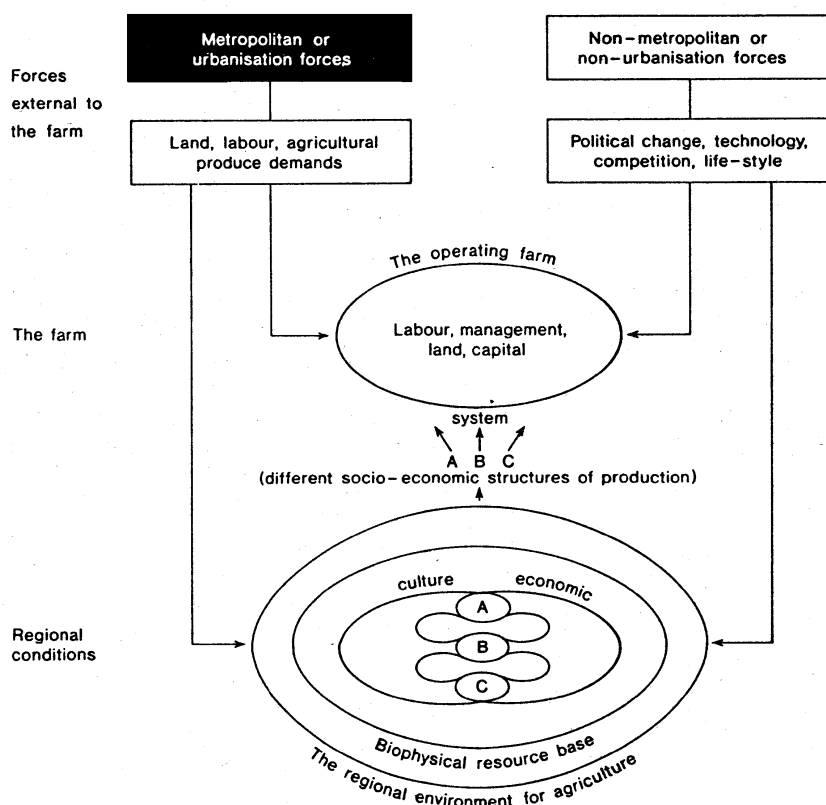 Metropolitan or
urbanisation forces
Non-metropolitan or
non-urbanisation forces
Forces
external to
the farm
Land, labour, agricultural
produce demands
Political change, technology,
competition, life-style
The operating farm
The farm
Labour, management,
land, capital
system
A B C
(different socio-economic structures of production)
culture economic
A
Regional
conditions
B
C
Biophysical resource base
The regional environment for agriculture